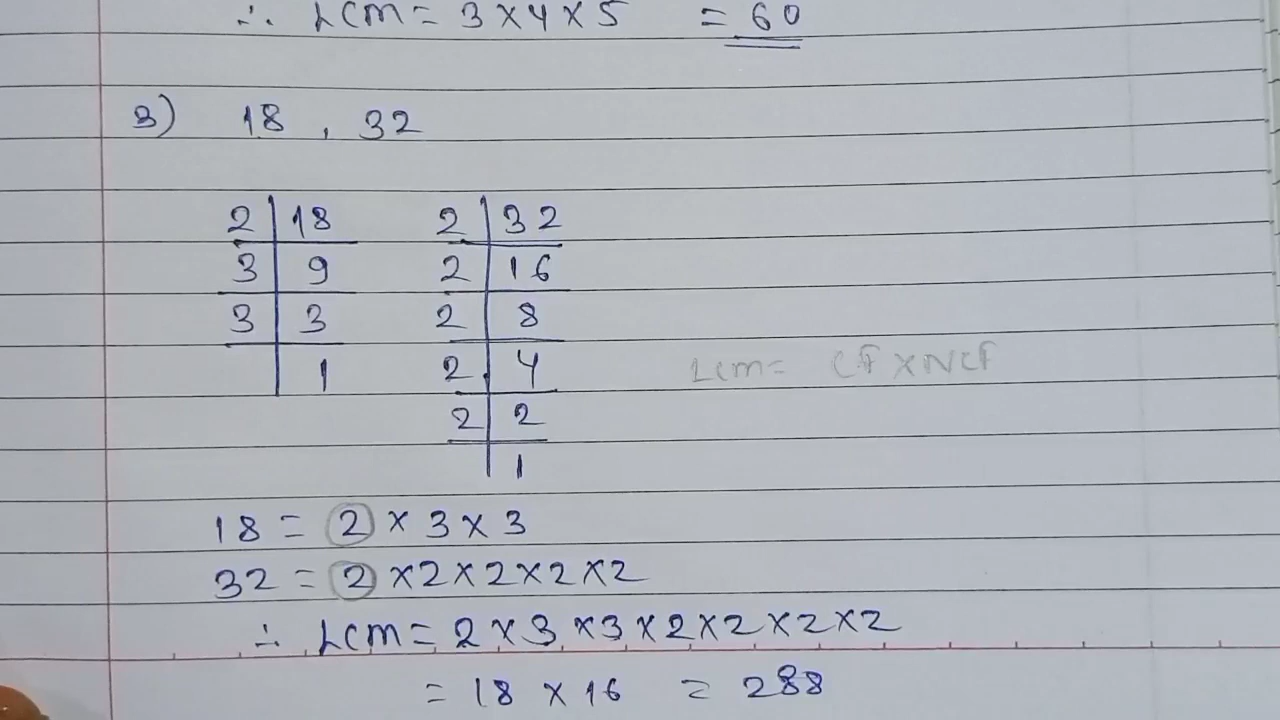 ∴ LCM = 3 × 4 × 5 = 60
3) 18 , 32
2 | 18 2 | 32
3 | 9 2 | 16
3 | 3 2 | 8
| 1 2 | 4
LCM = CF × NCF
2 | 2
| 1
18 = 2 × 3 × 3
32 = 2 × 2 × 2 × 2 × 2
∴ LCM = 2 × 3 × 3 × 2 × 2 × 2 × 2
= 18 × 16 = 288